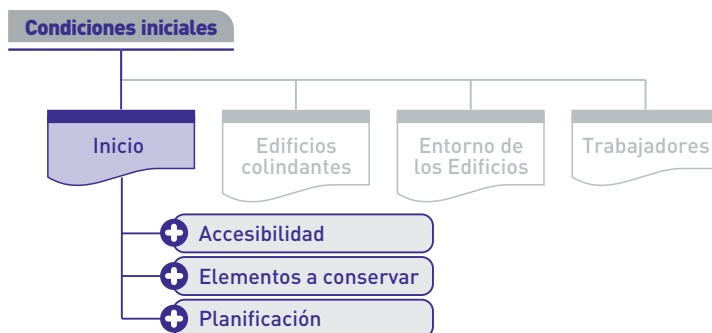 Condiciones iniciales
Inicio
Edificios
colindantes
Entorno de
los Edificios
Trabajadores
Accesibilidad
Elementos a conservar
Planificación